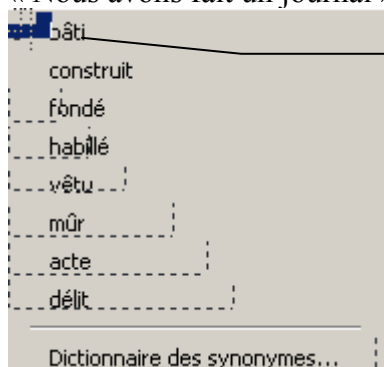 « Nous avons fait un journal »
bâti
construit
fondé
habillé
vêtu
mûr
acte
délit
Dictionnaire des synonymes...